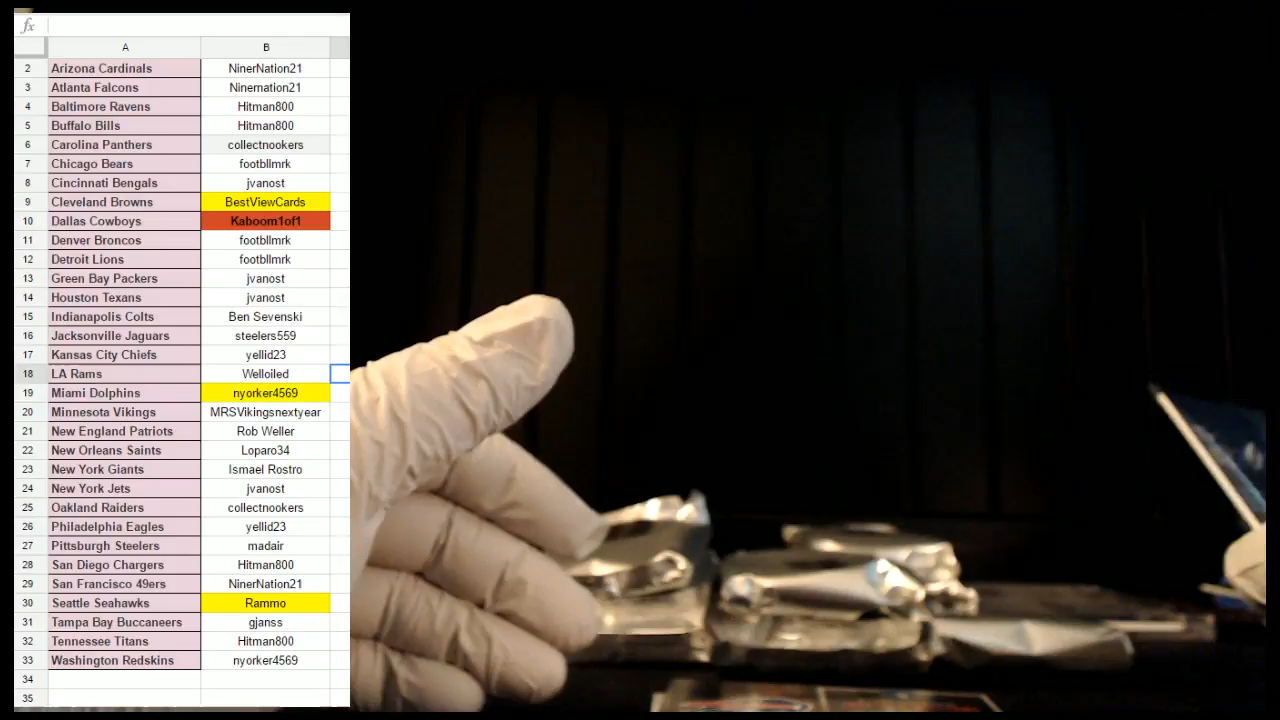 fx
A B
2 Arizona Cardinals NinerNation21
3 Atlanta Falcons Ninernation21
4 Baltimore Ravens Hitman800
5 Buffalo Bills Hitman800
6 Carolina Panthers collectnookers
7 Chicago Bears footbllmrk
8 Cincinnati Bengals jvanost
9 Cleveland Browns BestViewCards
10 Dallas Cowboys Kaboom1of1
11 Denver Broncos footbllmrk
12 Detroit Lions footbllmrk
13 Green Bay Packers jvanost
14 Houston Texans jvanost
15 Indianapolis Colts Ben Sevenski
16 Jacksonville Jaguars steelers559
17 Kansas City Chiefs yellid23
18 LA Rams Welloiled
19 Miami Dolphins nyorker4569
20 Minnesota Vikings MRSVikingsnextyear
21 New England Patriots Rob Weller
22 New Orleans Saints Loparo34
23 New York Giants Ismael Rostro
24 New York Jets jvanost
25 Oakland Raiders collectnookers
26 Philadelphia Eagles yellid23
27 Pittsburgh Steelers madair
28 San Diego Chargers Hitman800
29 San Francisco 49ers NinerNation21
30 Seattle Seahawks Rammo
31 Tampa Bay Buccaneers gjanss
32 Tennessee Titans Hitman800
33 Washington Redskins nyorker4569
34
35